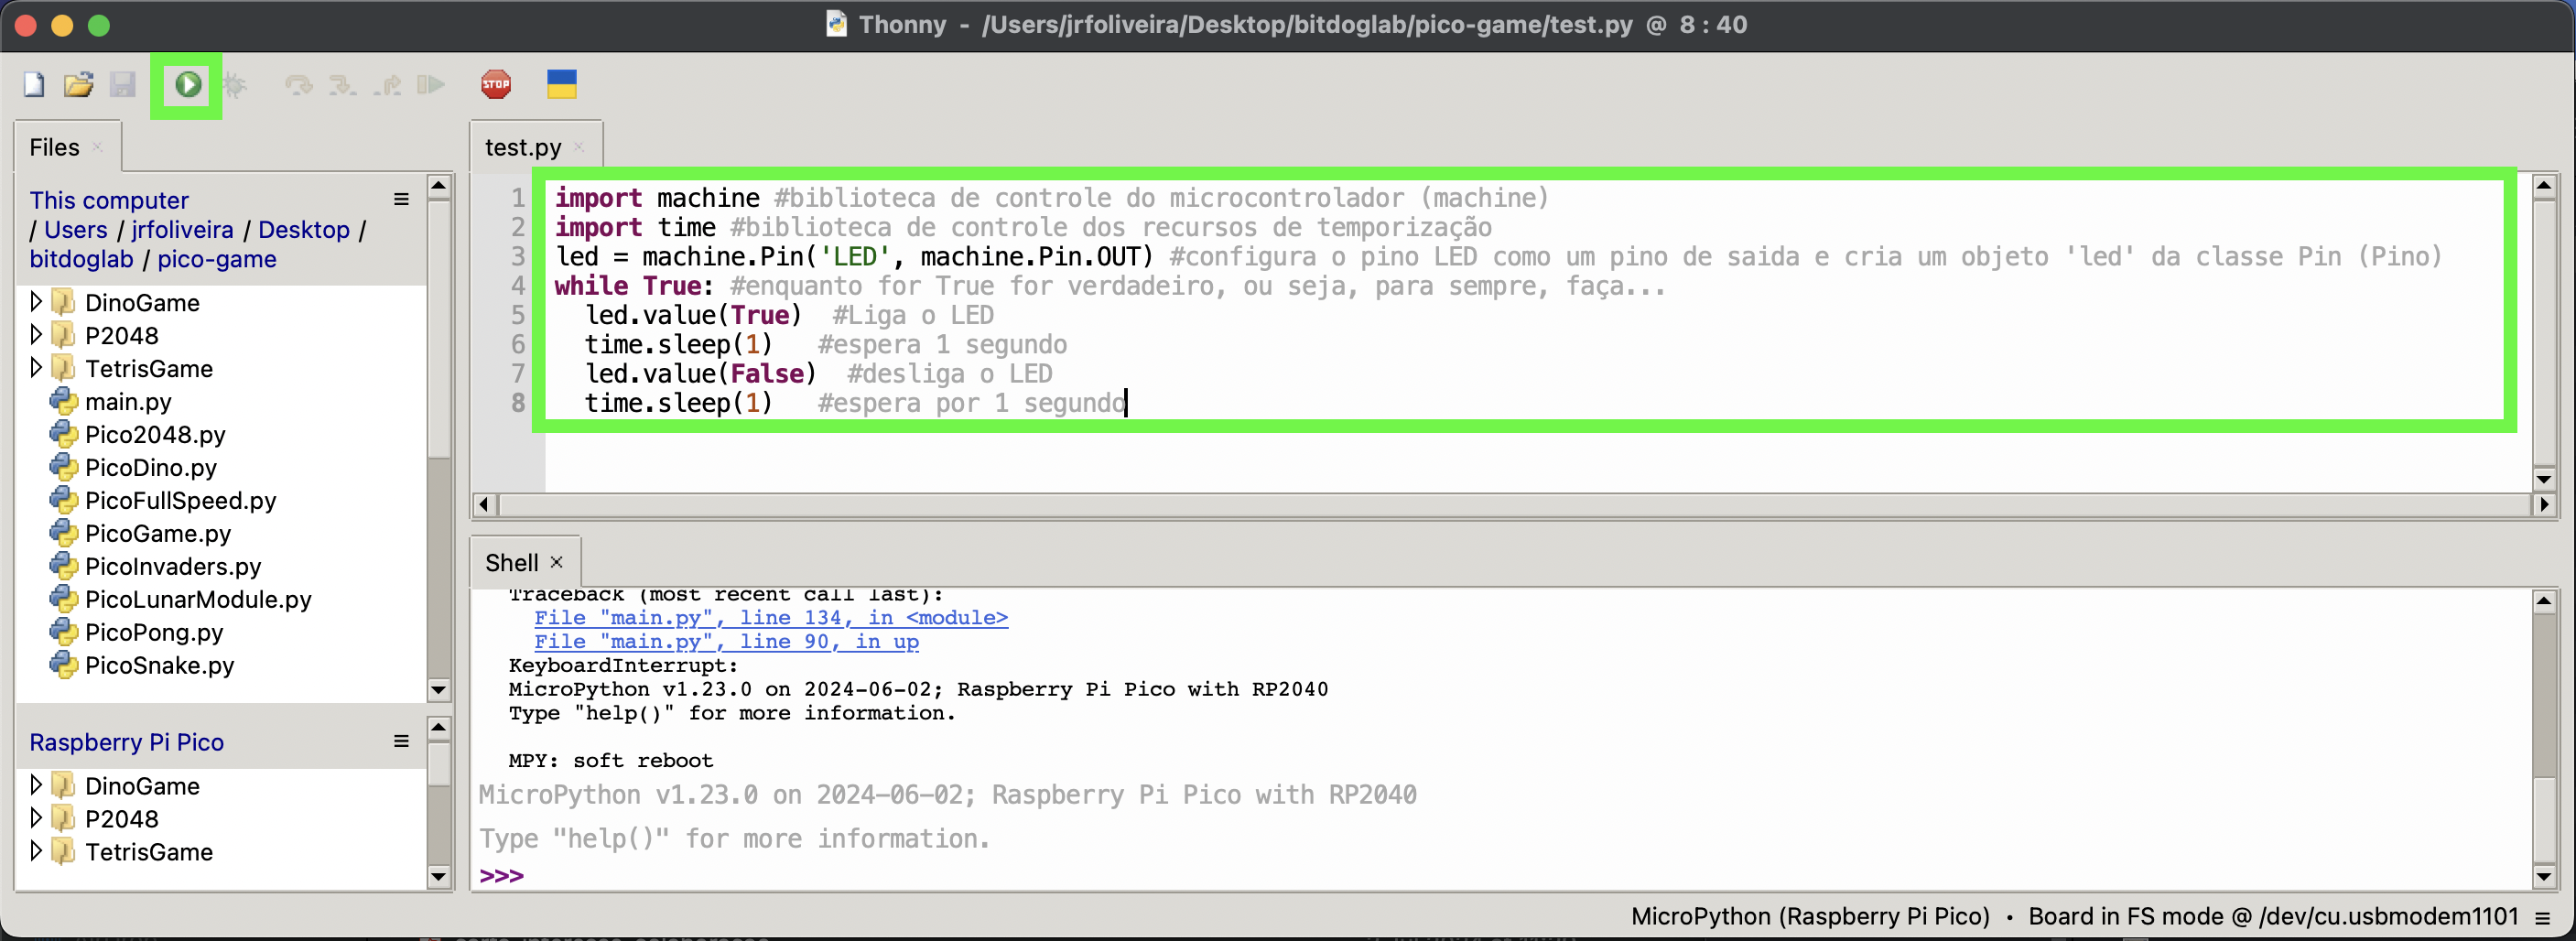 Thonny - /Users/jrfoliveira/Desktop/bitdoglab/pico-game/test.py @ 8 : 40
STOP
Files
This computer
/ Users / jrfoliveira / Desktop /
bitdoglab / pico-game
DinoGame
P2048
TetrisGame
main.py
Pico2048.py
PicoDino.py
PicoFullSpeed.py
PicoGame.py
PicoInvaders.py
PicoLunarModule.py
PicoPong.py
PicoSnake.py
Raspberry Pi Pico
DinoGame
P2048
TetrisGame
test.py
1 import machine #biblioteca de controle do microcontrolador (machine)
2 import time #biblioteca de controle dos recursos de temporização
3 led = machine.Pin('LED', machine.Pin.OUT) #configura o pino LED como um pino de saida e cria um objeto 'led' da classe Pin (Pino)
4 while True: #enquanto for True for verdadeiro, ou seja, para sempre, faça...
5 led.value(True) #Liga o LED
6 time.sleep(1) #espera 1 segundo
7 led.value(False) #desliga o LED
8 time.sleep(1) #espera por 1 segundo
Shell
Traceback (most recent call last):
File "main.py", line 134, in <module>
File "main.py", line 90, in up
KeyboardInterrupt:
MicroPython v1.23.0 on 2024-06-02; Raspberry Pi Pico with RP2040
Type "help()" for more information.
MPY: soft reboot
MicroPython v1.23.0 on 2024-06-02; Raspberry Pi Pico with RP2040
Type "help()" for more information.
>>>
MicroPython (Raspberry Pi Pico) • Board in FS mode @ /dev/cu.usbmodem1101